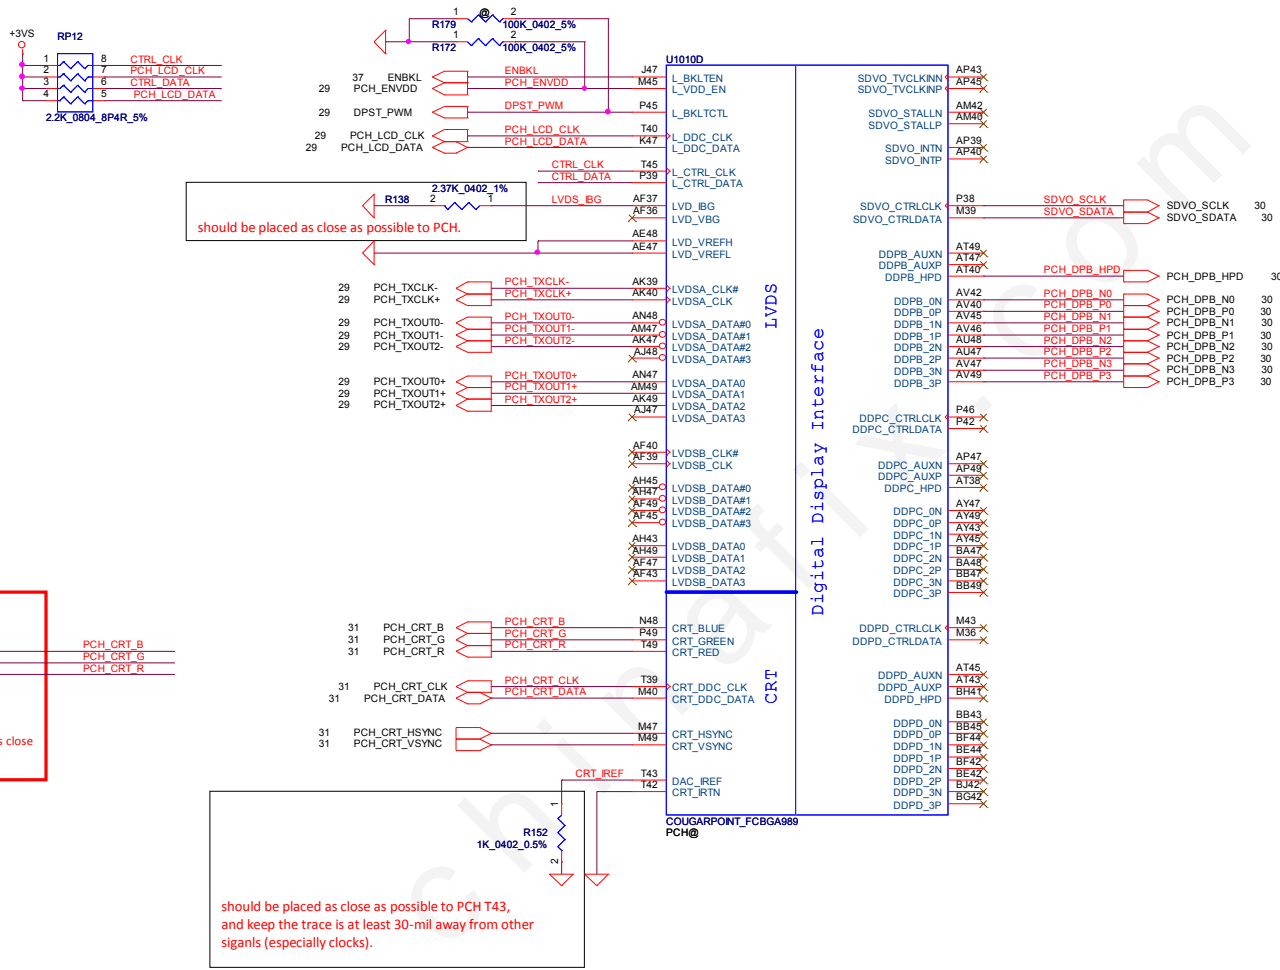 +3VS
RP12
1 8 CTRL_CLK
2 7 PCH_LCD_CLK
3 6 CTRL_DATA
4 5 PCH_LCD_DATA
2.2K_0804_8P4R_5%
1 @ 2
R179 100K_0402_5%
1 2
R172 100K_0402_5%
U1010D
37 ENBKL ENBKL J47 L_BKLTEN
29 PCH_ENVDD PCH_ENVDD M45 L_VDD_EN
29 DPST_PWM DPST_PWM P45 L_BKLTCTL
29 PCH_LCD_CLK PCH_LCD_CLK T40 L_DDC_CLK
29 PCH_LCD_DATA PCH_LCD_DATA K47 L_DDC_DATA
CTRL_CLK T45 L_CTRL_CLK
CTRL_DATA P39 L_CTRL_DATA
2.37K_0402_1%
R138 2 1 LVDS_IBG AF37 LVD_IBG
AF36 LVD_VBG
should be placed as close as possible to PCH.
AE48 LVD_VREFH
AE47 LVD_VREFL
29 PCH_TXCLK- PCH_TXCLK- AK39 LVDSA_CLK#
29 PCH_TXCLK+ PCH_TXCLK+ AK40 LVDSA_CLK
29 PCH_TXOUT0- PCH_TXOUT0- AN48 LVDSA_DATA#0
29 PCH_TXOUT1- PCH_TXOUT1- AM47 LVDSA_DATA#1
29 PCH_TXOUT2- PCH_TXOUT2- AK47 LVDSA_DATA#2
AJ48 LVDSA_DATA#3
29 PCH_TXOUT0+ PCH_TXOUT0+ AN47 LVDSA_DATA0
29 PCH_TXOUT1+ PCH_TXOUT1+ AM49 LVDSA_DATA1
29 PCH_TXOUT2+ PCH_TXOUT2+ AK49 LVDSA_DATA2
AJ47 LVDSA_DATA3
AF40 LVDSB_CLK#
AF39 LVDSB_CLK
AH45 LVDSB_DATA#0
AH47 LVDSB_DATA#1
AF49 LVDSB_DATA#2
AF45 LVDSB_DATA#3
AH43 LVDSB_DATA0
AH49 LVDSB_DATA1
AF47 LVDSB_DATA2
AF43 LVDSB_DATA3
LVDS
Digital Display Interface
CRT
31 PCH_CRT_B PCH_CRT_B N48 CRT_BLUE
31 PCH_CRT_G PCH_CRT_G P49 CRT_GREEN
31 PCH_CRT_R PCH_CRT_R T49 CRT_RED
31 PCH_CRT_CLK PCH_CRT_CLK T39 CRT_DDC_CLK
31 PCH_CRT_DATA PCH_CRT_DATA M40 CRT_DDC_DATA
31 PCH_CRT_HSYNC M47 CRT_HSYNC
31 PCH_CRT_VSYNC M49 CRT_VSYNC
CRT_IREF T43 DAC_IREF
T42 CRT_IRTN
COUGARPOINT_FCBGA989
PCH@
SDVO_TVCLKINN AP43
SDVO_TVCLKINP AP45
SDVO_STALLN AM42
SDVO_STALLP AM40
SDVO_INTN AP39
SDVO_INTP AP40
SDVO_CTRLCLK P38 SDVO_SCLK SDVO_SCLK 30
SDVO_CTRLDATA M39 SDVO_SDATA SDVO_SDATA 30
DDPB_AUXN AT49
DDPB_AUXP AT47
DDPB_HPD AT40 PCH_DPB_HPD PCH_DPB_HPD 30
DDPB_0N AV42 PCH_DPB_N0 PCH_DPB_N0 30
DDPB_0P AV40 PCH_DPB_P0 PCH_DPB_P0 30
DDPB_1N AV45 PCH_DPB_N1 PCH_DPB_N1 30
DDPB_1P AV46 PCH_DPB_P1 PCH_DPB_P1 30
DDPB_2N AU48 PCH_DPB_N2 PCH_DPB_N2 30
DDPB_2P AU47 PCH_DPB_P2 PCH_DPB_P2 30
DDPB_3N AV47 PCH_DPB_N3 PCH_DPB_N3 30
DDPB_3P AV49 PCH_DPB_P3 PCH_DPB_P3 30
DDPC_CTRLCLK P46
DDPC_CTRLDATA P42
DDPC_AUXN AP47
DDPC_AUXP AP49
DDPC_HPD AT38
DDPC_0N AY47
DDPC_0P AY49
DDPC_1N AY43
DDPC_1P AY45
DDPC_2N BA47
DDPC_2P BA48
DDPC_3N BB47
DDPC_3P BB49
DDPD_CTRLCLK M43
DDPD_CTRLDATA M36
DDPD_AUXN AT45
DDPD_AUXP AT43
DDPD_HPD BH41
DDPD_0N BB43
DDPD_0P BB45
DDPD_1N BF44
DDPD_1P BE44
DDPD_2N BF42
DDPD_2P BE42
DDPD_3N BJ42
DDPD_3P BG42
PCH_CRT_B
PCH_CRT_G
PCH_CRT_R
s close
1
R152
1K_0402_0.5%
2
should be placed as close as possible to PCH T43,
and keep the trace is at least 30-mil away from other
siganls (especially clocks).
chinafix.com